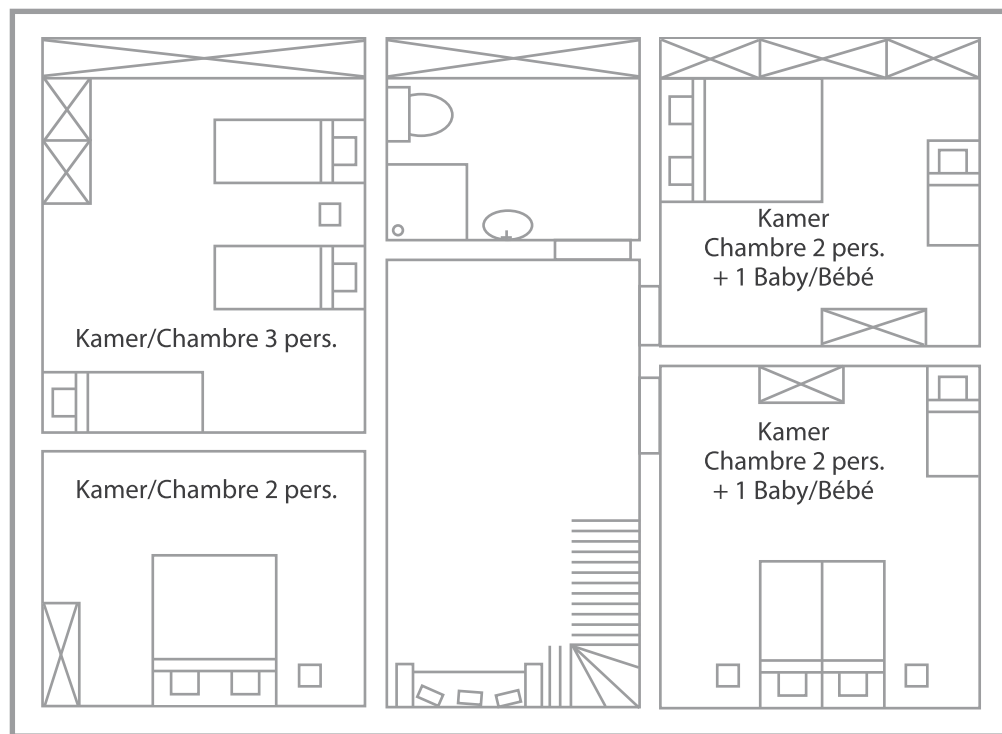 Kamer/Chambre 3 pers.
Kamer/Chambre 2 pers.
Kamer
Chambre 2 pers.
+ 1 Baby/Bébé
Kamer
Chambre 2 pers.
+ 1 Baby/Bébé